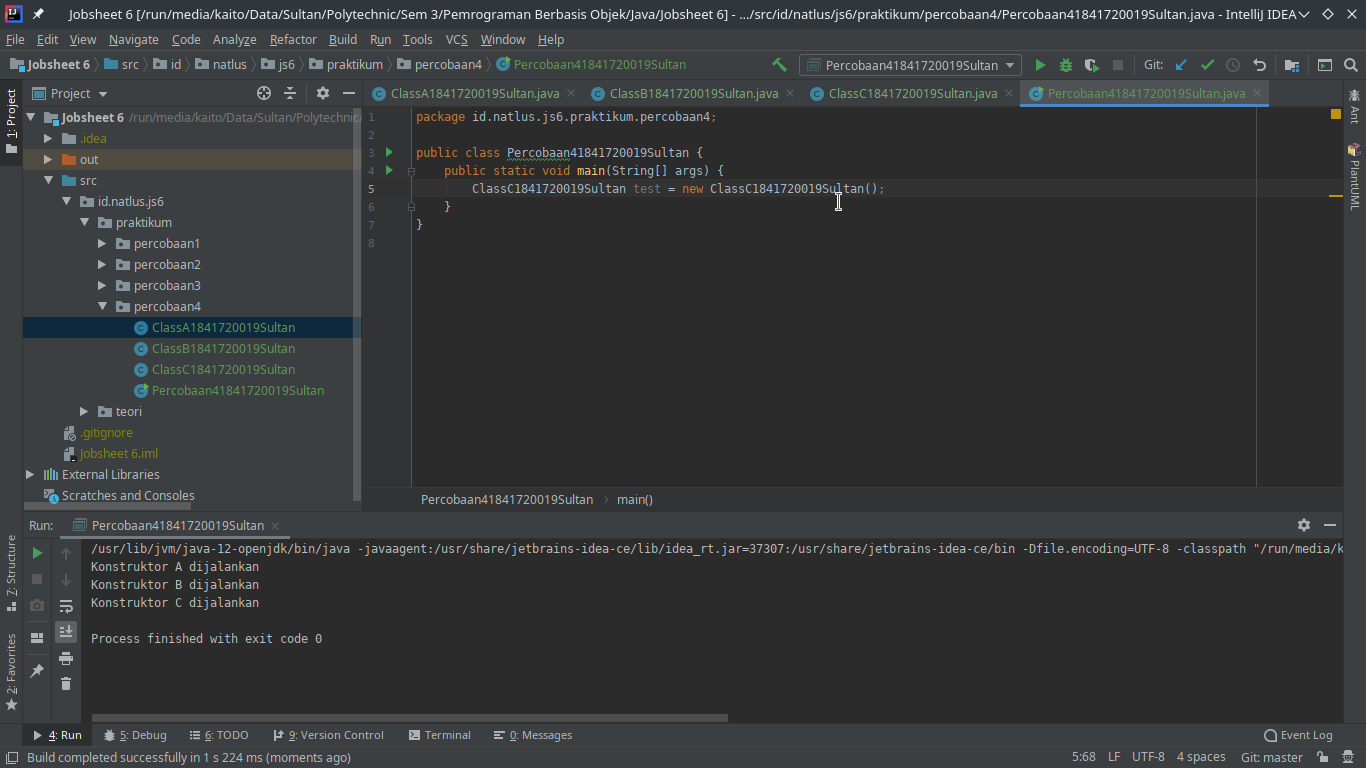 Jobsheet 6 [/run/media/kaito/Data/Sultan/Polytechnic/Sem 3/Pemrograman Berbasis Objek/Java/Jobsheet 6] - .../src/id/natlus/js6/praktikum/percobaan4/Percobaan41841720019Sultan.java - IntelliJ IDEA
File Edit View Navigate Code Analyze Refactor Build Run Tools VCS Window Help
Jobsheet 6 src id natlus js6 praktikum percobaan4 Percobaan41841720019Sultan Percobaan41841720019Sultan Git:
1: Project
Project
ClassA1841720019Sultan.java ClassB1841720019Sultan.java ClassC1841720019Sultan.java Percobaan41841720019Sultan.java
Ant
PlantUML
Jobsheet 6 /run/media/kaito/Data/Sultan/Polytechnic/
.idea
out
src
id.natlus.js6
praktikum
percobaan1
percobaan2
percobaan3
percobaan4
ClassA1841720019Sultan
ClassB1841720019Sultan
ClassC1841720019Sultan
Percobaan41841720019Sultan
teori
.gitignore
Jobsheet 6.iml
External Libraries
Scratches and Consoles
1 package id.natlus.js6.praktikum.percobaan4;
2
3 public class Percobaan41841720019Sultan {
4 public static void main(String[] args) {
5 ClassC1841720019Sultan test = new ClassC1841720019Sultan();
6 }
7 }
8
Percobaan41841720019Sultan main()
Run: Percobaan41841720019Sultan
7: Structure
2: Favorites
/usr/lib/jvm/java-12-openjdk/bin/java -javaagent:/usr/share/jetbrains-idea-ce/lib/idea_rt.jar=37307:/usr/share/jetbrains-idea-ce/bin -Dfile.encoding=UTF-8 -classpath "/run/media/k
Konstruktor A dijalankan
Konstruktor B dijalankan
Konstruktor C dijalankan
Process finished with exit code 0
4: Run 5: Debug 6: TODO 9: Version Control Terminal 0: Messages Event Log
Build completed successfully in 1 s 224 ms (moments ago) 5:68 LF UTF-8 4 spaces Git: master